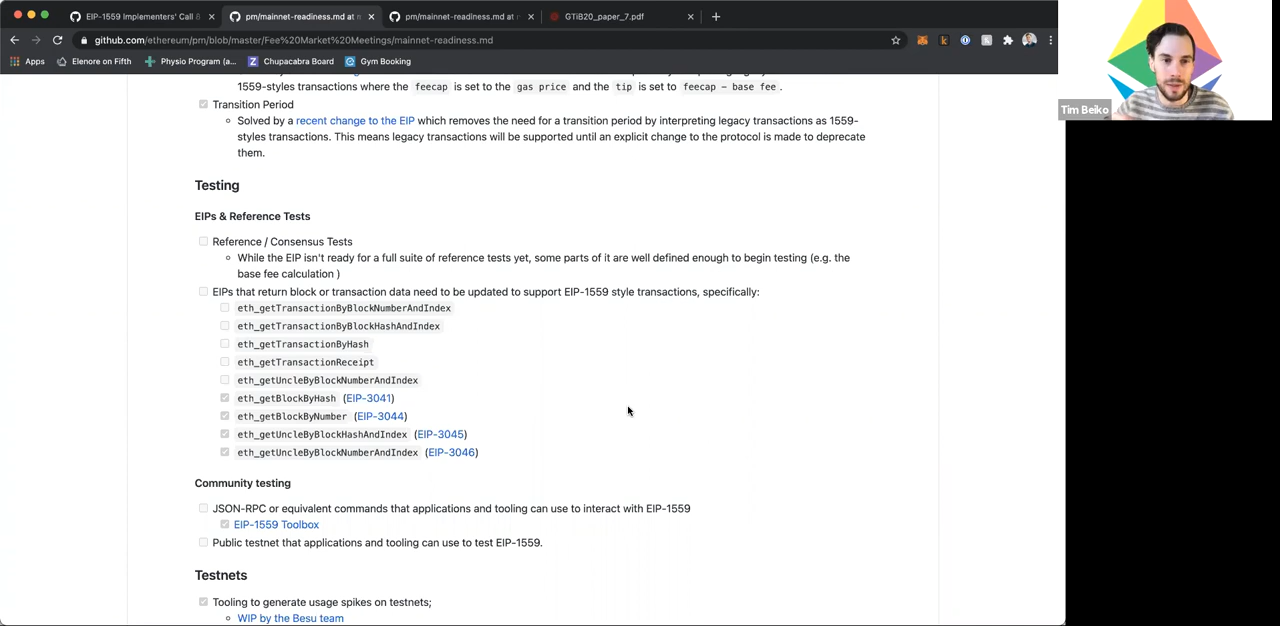 EIP-1559 Implementers' Call 8
pm/mainnet-readiness.md at m
pm/mainnet-readiness.md at
GTiB20_paper_7.pdf
github.com/ethereum/pm/blob/master/Fee%20Market%20Meetings/mainnet-readiness.md
Apps
Elenore on Fifth
Physio Program (a...
Chupacabra Board
Gym Booking
Tim Beiko
1559-styles transactions where the feecap is set to the gas price and the tip is set to feecap - base fee .
Transition Period
Solved by a recent change to the EIP which removes the need for a transition period by interpreting legacy transactions as 1559-
styles transactions. This means legacy transactions will be supported until an explicit change to the protocol is made to deprecate
them.
Testing
EIPs & Reference Tests
Reference / Consensus Tests
While the EIP isn't ready for a full suite of reference tests yet, some parts of it are well defined enough to begin testing (e.g. the
base fee calculation )
EIPs that return block or transaction data need to be updated to support EIP-1559 style transactions, specifically:
eth_getTransactionByBlockNumberAndIndex
eth_getTransactionByBlockHashAndIndex
eth_getTransactionByHash
eth_getTransactionReceipt
eth_getUncleByBlockNumberAndIndex
eth_getBlockByHash (EIP-3041)
eth_getBlockByNumber (EIP-3044)
eth_getUncleByBlockHashAndIndex (EIP-3045)
eth_getUncleByBlockNumberAndIndex (EIP-3046)
Community testing
JSON-RPC or equivalent commands that applications and tooling can use to interact with EIP-1559
EIP-1559 Toolbox
Public testnet that applications and tooling can use to test EIP-1559.
Testnets
Tooling to generate usage spikes on testnets;
WIP by the Besu team